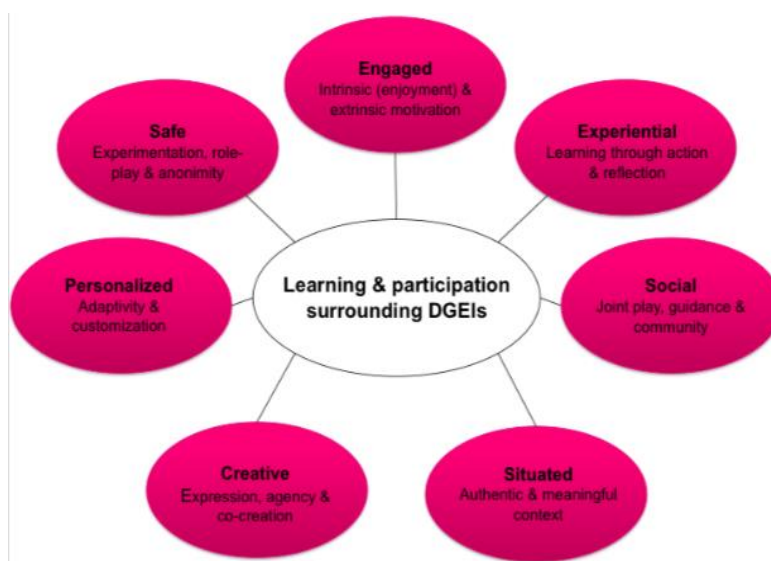 Engaged
Intrinsic (enjoyment) &
extrinsic motivation
Safe
Experimentation, role-
play & anonimity
Experiential
Learning through action
& reflection
Learning & participation
surrounding DGEIs
Personalized
Adaptivity &
customization
Social
Joint play, guidance &
community
Creative
Expression, agency &
co-creation
Situated
Authentic & meaningful
context